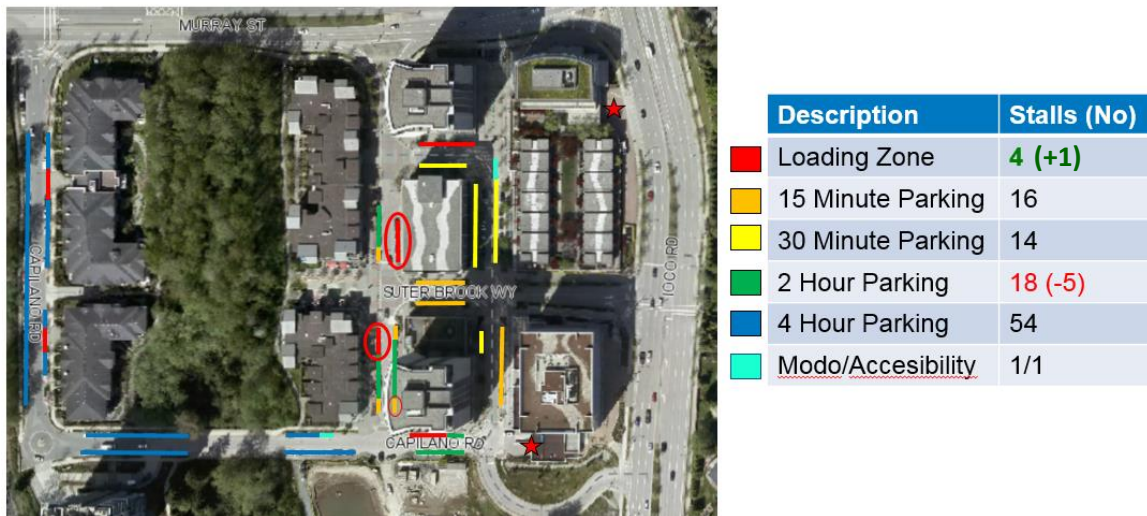 MURRAY ST
CAPILANO RD
IOCO RD
SUTER BROOK WY
CAPILANO RD
Description Stalls (No)
Loading Zone 4 (+1)
15 Minute Parking 16
30 Minute Parking 14
2 Hour Parking 18 (-5)
4 Hour Parking 54
Modo/Accesibility 1/1